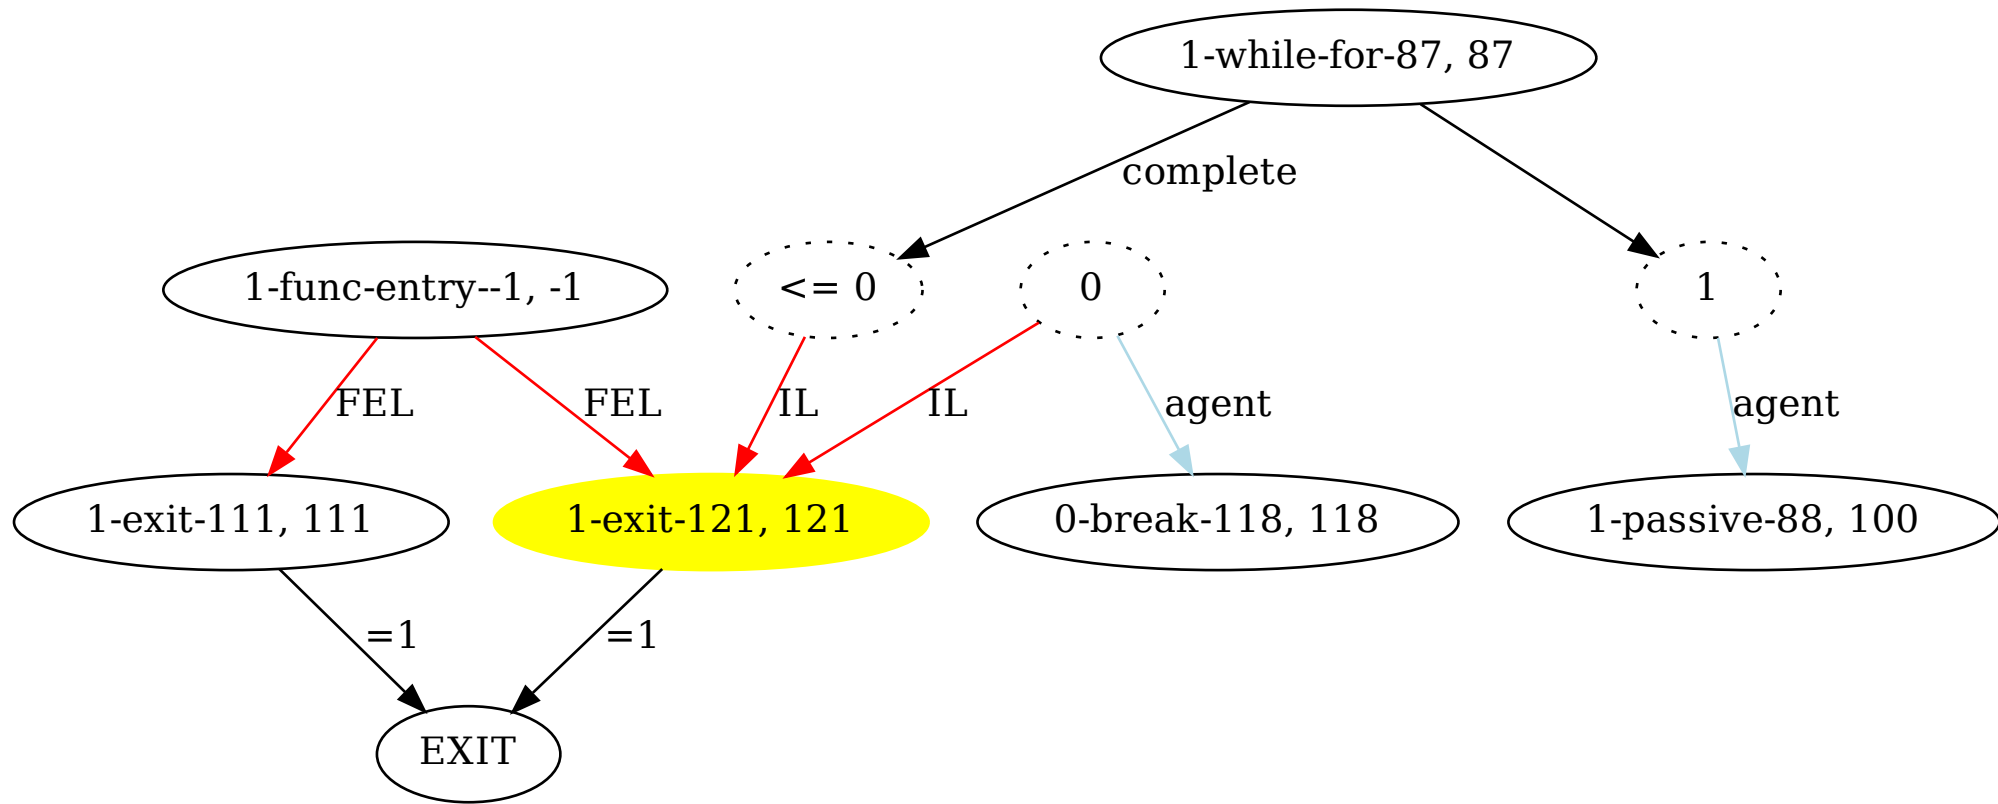 1-while-for-87, 87
complete
1-func-entry--1, -1
<= 0
0
1
FEL
FEL
IL
IL
agent
agent
1-exit-111, 111
1-exit-121, 121
0-break-118, 118
1-passive-88, 100
=1
=1
EXIT